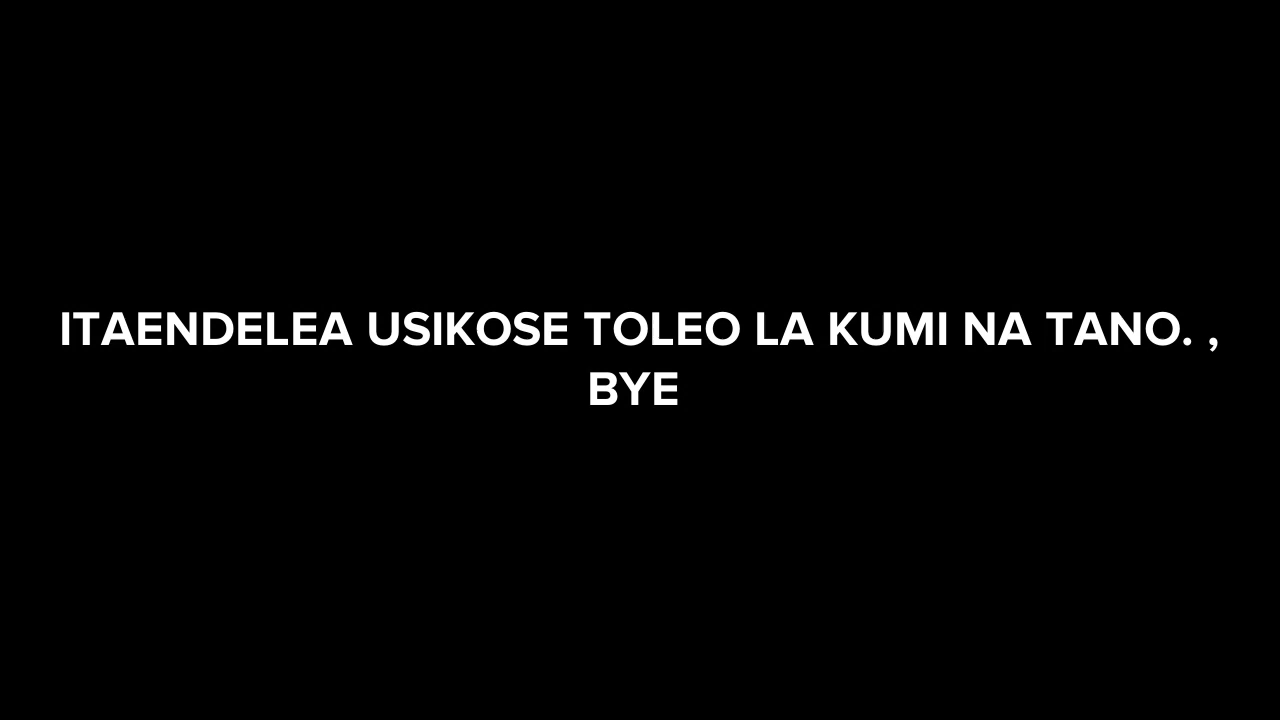 ITAENDELEA USIKOSE TOLEO LA KUMI NA TANO. ,
BYE